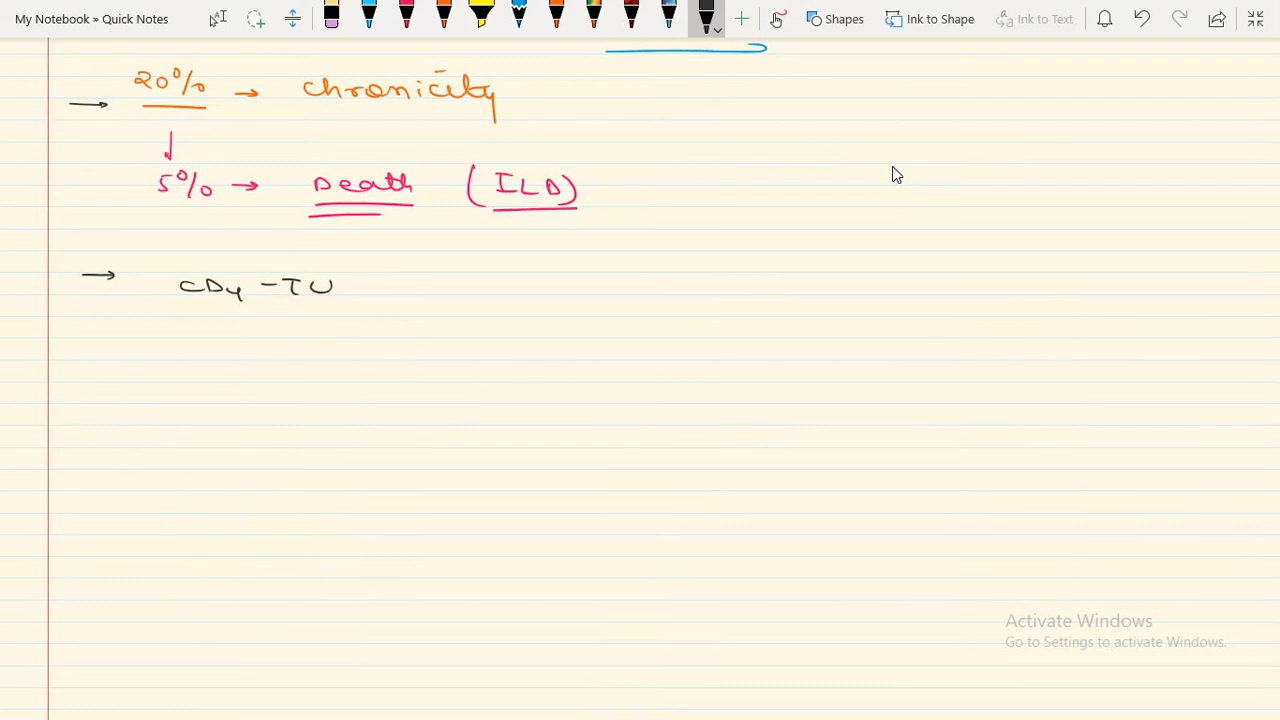 My Notebook » Quick Notes
Shapes
Ink to Shape
Ink to Text
→ 20% → chronicity
↓
5% → Death (ILD)
→ CD4 - TU
Activate Windows
Go to Settings to activate Windows.